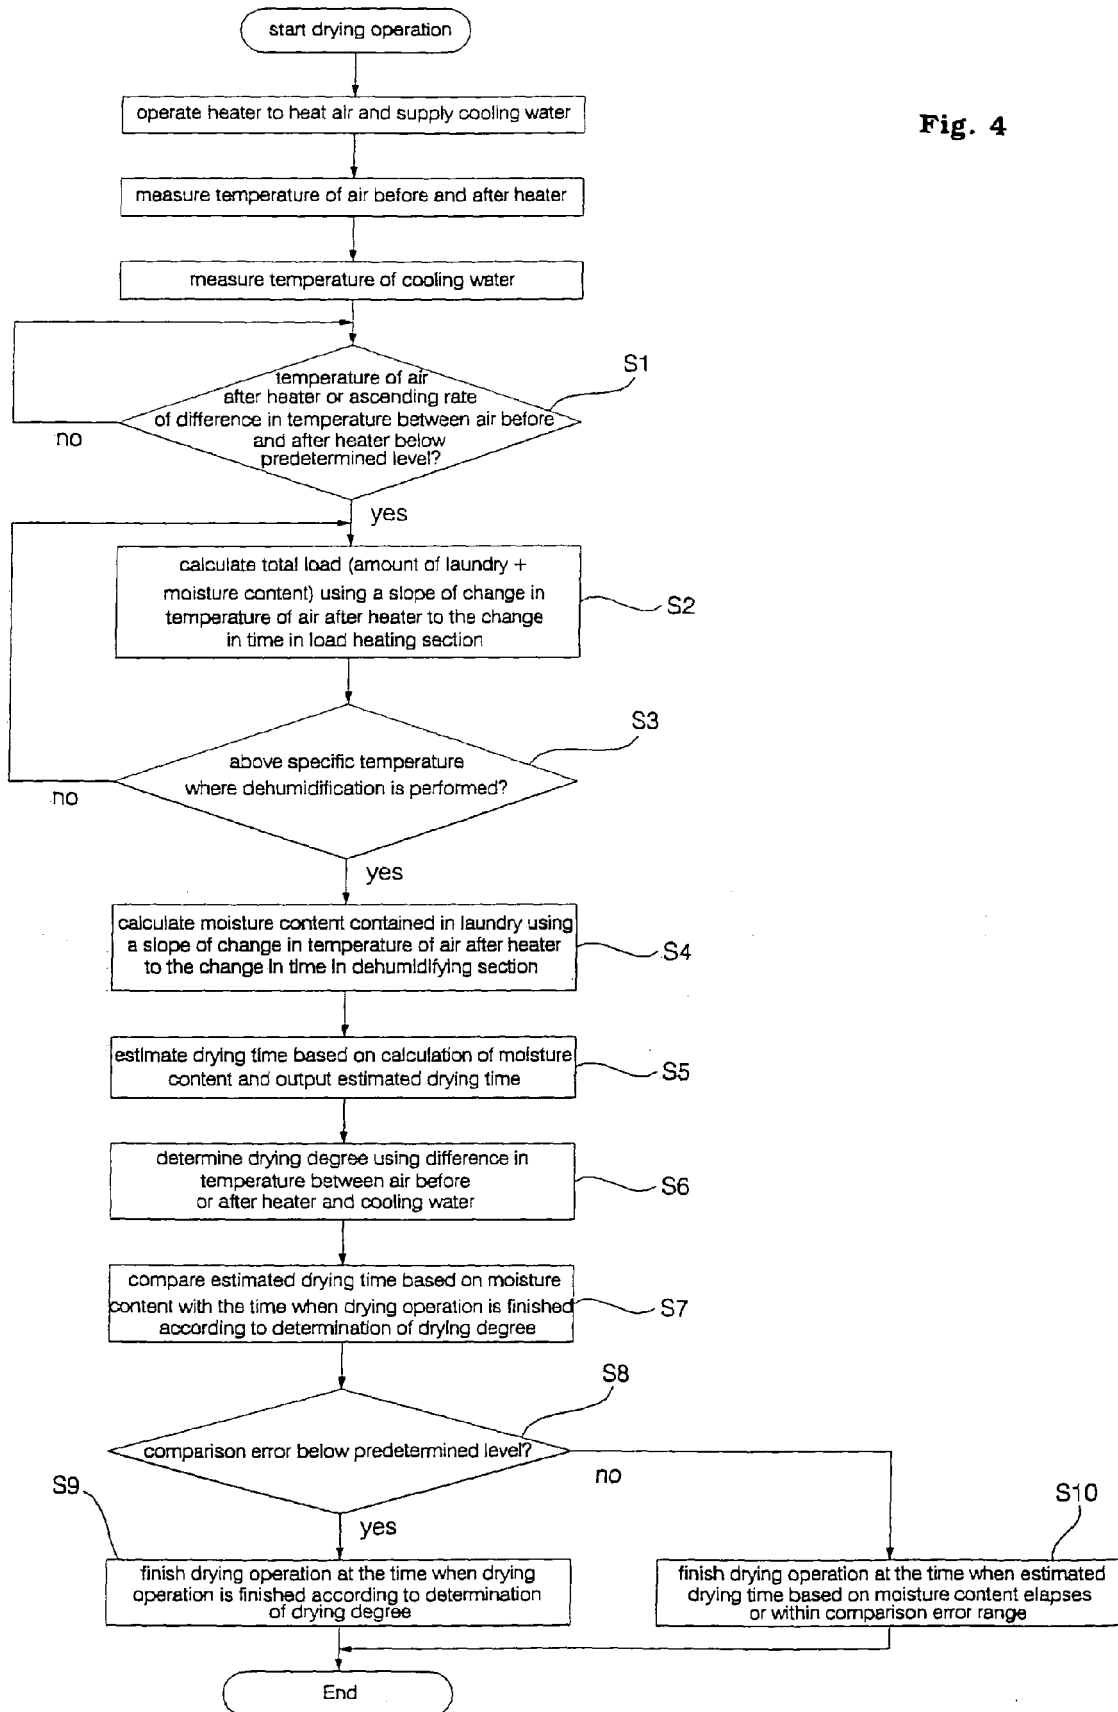 start drying operation
operate heater to heat air and supply cooling water
Fig. 4
measure temperature of air before and after heater
measure temperature of cooling water
S1
temperature of air
after heater or ascending rate
of difference in temperature between air before
and after heater below
predetermined level?
no
yes
calculate total load (amount of laundry +
moisture content) using a slope of change in
temperature of air after heater to the change
in time in load heating section
S2
S3
above specific temperature
where dehumidification is performed?
no
yes
calculate moisture content contained in laundry using
a slope of change in temperature of air after heater
to the change in time in dehumidifying section
S4
estimate drying time based on calculation of moisture
content and output estimated drying time
S5
determine drying degree using difference in
temperature between air before
or after heater and cooling water
S6
compare estimated drying time based on moisture
content with the time when drying operation is finished
according to determination of drying degree
S7
S8
comparison error below predetermined level?
no
S9
S10
yes
finish drying operation at the time when drying
operation is finished according to determination
of drying degree
finish drying operation at the time when estimated
drying time based on moisture content elapses
or within comparison error range
End